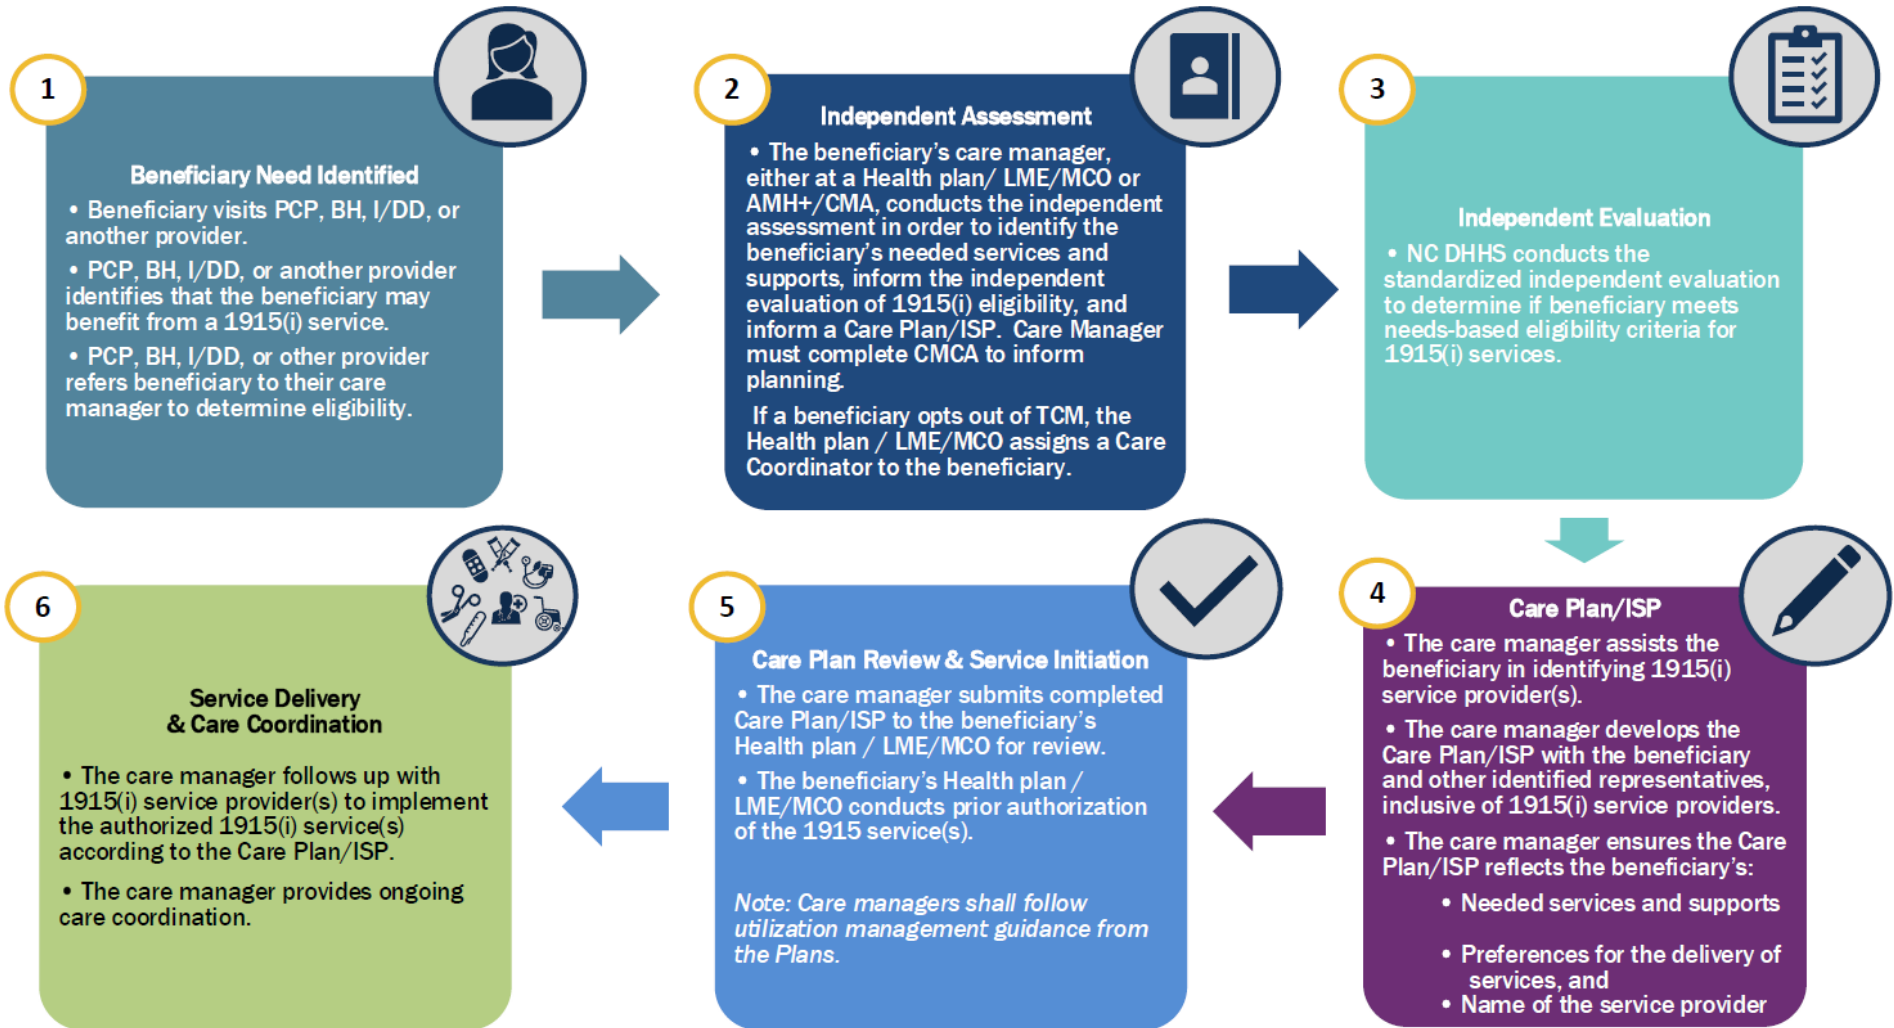 1
Beneficiary Need Identified
• Beneficiary visits PCP, BH, I/DD, or
another provider.
• PCP, BH, I/DD, or another provider
identifies that the beneficiary may
benefit from a 1915(i) service.
• PCP, BH, I/DD, or other provider
refers beneficiary to their care
manager to determine eligibility.
2
Independent Assessment
• The beneficiary's care manager,
either at a Health plan/ LME/MCO or
AMH+/CMA, conducts the independent
assessment in order to identify the
beneficiary's needed services and
supports, inform the independent
evaluation of 1915(i) eligibility, and
inform a Care Plan/ISP. Care Manager
must complete CMCA to inform
planning.
If a beneficiary opts out of TCM, the
Health plan / LME/MCO assigns a Care
Coordinator to the beneficiary.
3
Independent Evaluation
• NC DHHS conducts the
standardized independent evaluation
to determine if beneficiary meets
needs-based eligibility criteria for
1915(i) services.
4
Care Plan/ISP
• The care manager assists the
beneficiary in identifying 1915(i)
service provider(s).
• The care manager develops the
Care Plan/ISP with the beneficiary
and other identified representatives,
inclusive of 1915(i) service providers.
• The care manager ensures the Care
Plan/ISP reflects the beneficiary's:
• Needed services and supports
• Preferences for the delivery of
services, and
• Name of the service provider
5
Care Plan Review & Service Initiation
• The care manager submits completed
Care Plan/ISP to the beneficiary's
Health plan / LME/MCO for review.
• The beneficiary's Health plan /
LME/MCO conducts prior authorization
of the 1915 service(s).
Note: Care managers shall follow
utilization management guidance from
the Plans.
6
Service Delivery
& Care Coordination
• The care manager follows up with
1915(i) service provider(s) to implement
the authorized 1915(i) service(s)
according to the Care Plan/ISP.
• The care manager provides ongoing
care coordination.